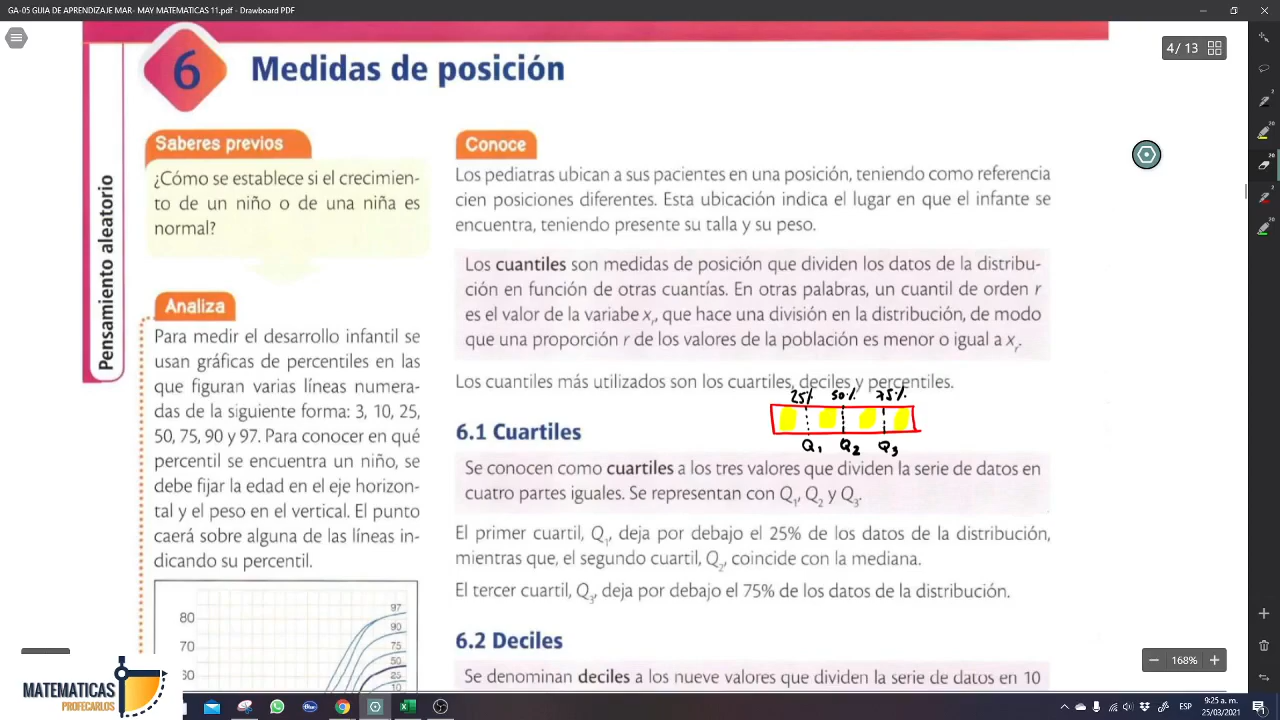 GA-05 GUIA DE APRENDIZAJE MAR- MAY MATEMATICAS 11.pdf - Drawboard PDF
4 / 13
6
Medidas de posición
Pensamiento aleatorio
Saberes previos
¿Cómo se establece si el crecimien-
to de un niño o de una niña es
normal?
Analiza
Para medir el desarrollo infantil se
usan gráficas de percentiles en las
que figuran varias líneas numera-
das de la siguiente forma: 3, 10, 25,
50, 75, 90 y 97. Para conocer en qué
percentil se encuentra un niño, se
debe fijar la edad en el eje horizon-
tal y el peso en el vertical. El punto
caerá sobre alguna de las líneas in-
dicando su percentil.
80
70
60
97
90
75
50
25
10
Conoce
Los pediatras ubican a sus pacientes en una posición, teniendo como referencia
cien posiciones diferentes. Esta ubicación indica el lugar en que el infante se
encuentra, teniendo presente su talla y su peso.
Los cuantiles son medidas de posición que dividen los datos de la distribu-
ción en función de otras cuantías. En otras palabras, un cuantil de orden r
es el valor de la variabe xr, que hace una división en la distribución, de modo
que una proporción r de los valores de la población es menor o igual a xr.
Los cuantiles más utilizados son los cuartiles, deciles y percentiles.
25% 50% 75%
Q1 Q2 Q3
6.1 Cuartiles
Se conocen como cuartiles a los tres valores que dividen la serie de datos en
cuatro partes iguales. Se representan con Q1, Q2 y Q3.
El primer cuartil, Q1, deja por debajo el 25% de los datos de la distribución,
mientras que, el segundo cuartil, Q2, coincide con la mediana.
El tercer cuartil, Q3, deja por debajo el 75% de los datos de la distribución.
6.2 Deciles
Se denominan deciles a los nueve valores que dividen la serie de datos en 10
168%
MATEMATICAS
PROFECARLOS
9:25 a. m.
25/03/2021